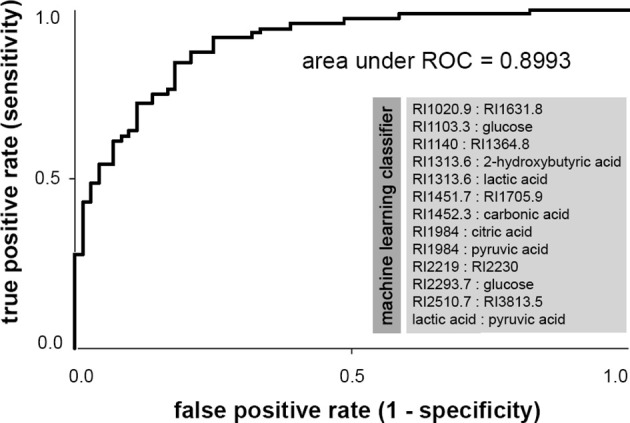 1.0
area under ROC = 0.8993
true positive rate (sensitivity)
0.5
0.0
machine learning classifier
RI1020.9 : RI1631.8
RI1103.3 : glucose
RI1140 : RI1364.8
RI1313.6 : 2-hydroxybutyric acid
RI1313.6 : lactic acid
RI1451.7 : RI1705.9
RI1452.3 : carbonic acid
RI1984 : citric acid
RI1984 : pyruvic acid
RI2219 : RI2230
RI2293.7 : glucose
RI2510.7 : RI3813.5
lactic acid : pyruvic acid
0.0 0.5 1.0
false positive rate (1 - specificity)